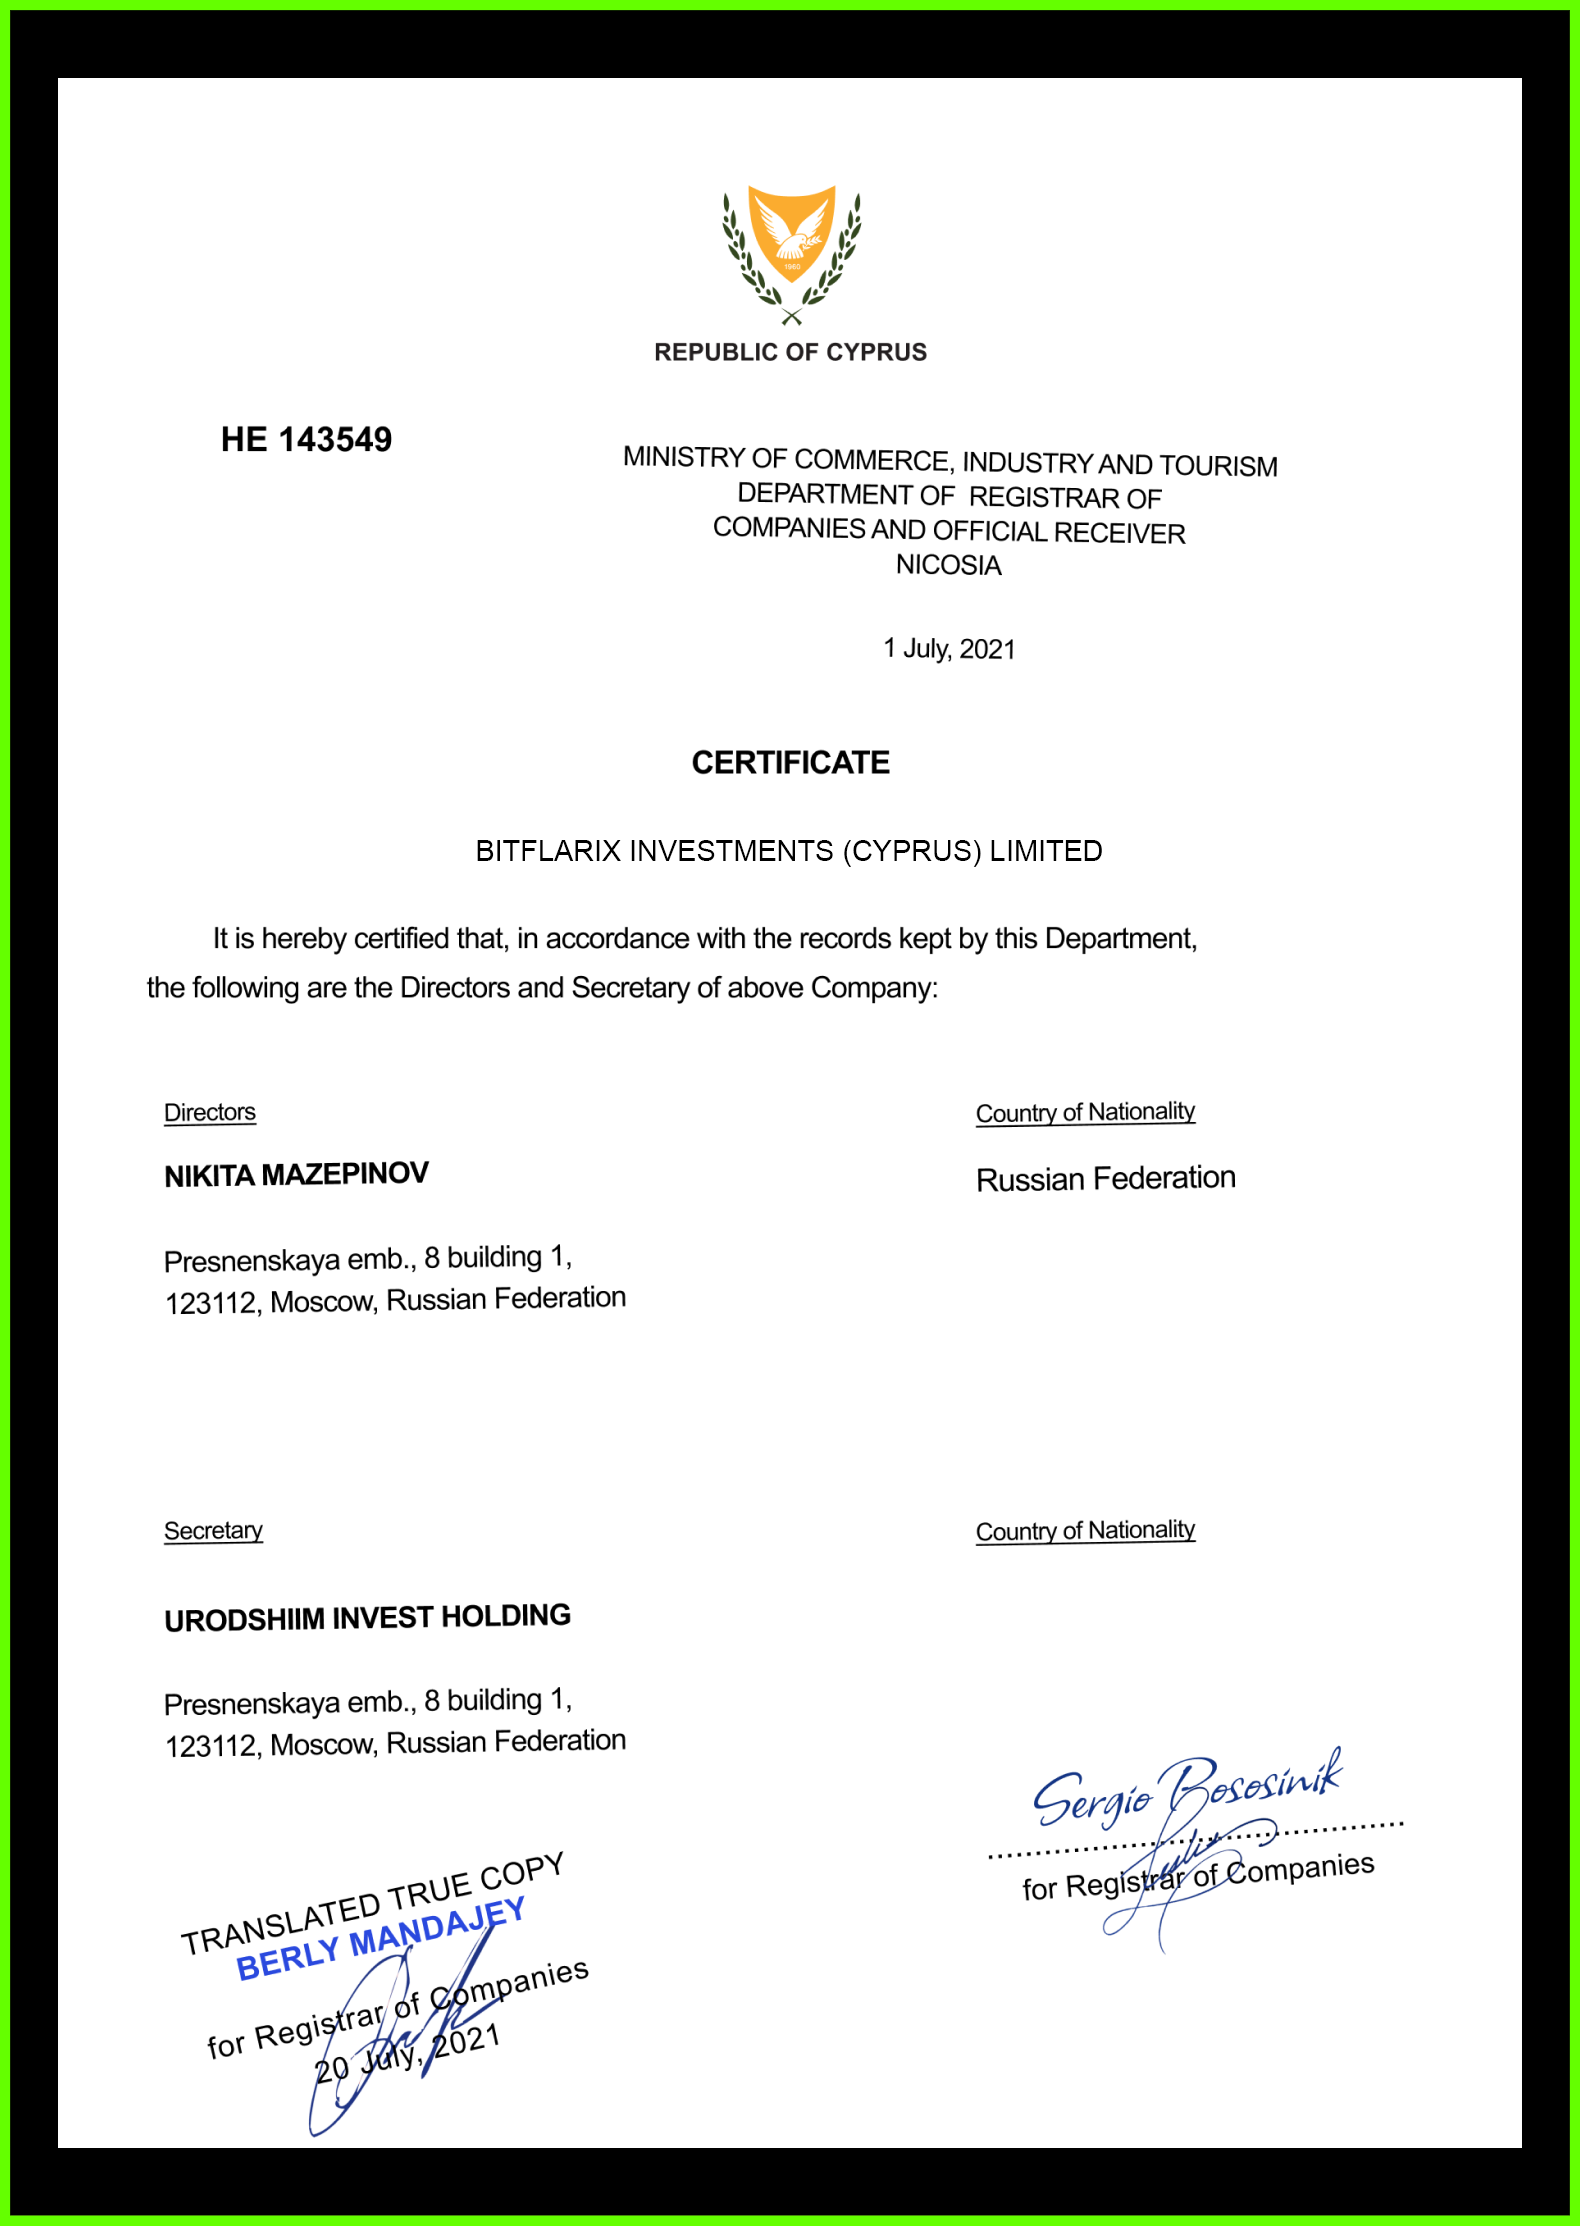 1960
REPUBLIC OF CYPRUS
HE 143549
MINISTRY OF COMMERCE, INDUSTRY AND TOURISM
DEPARTMENT OF REGISTRAR OF
COMPANIES AND OFFICIAL RECEIVER
NICOSIA
1 July, 2021
CERTIFICATE
BITFLARIX INVESTMENTS (CYPRUS) LIMITED
It is hereby certified that, in accordance with the records kept by this Department,
the following are the Directors and Secretary of above Company:
Directors
Country of Nationality
NIKITA MAZEPINOV
Russian Federation
Presnenskaya emb., 8 building 1,
123112, Moscow, Russian Federation
Secretary
Country of Nationality
URODSHIIM INVEST HOLDING
Presnenskaya emb., 8 building 1,
123112, Moscow, Russian Federation
Sergio Bososinik
for Registrar of Companies
TRANSLATED TRUE COPY
BERLY MANDAJEY
for Registrar of Companies
20 July, 2021